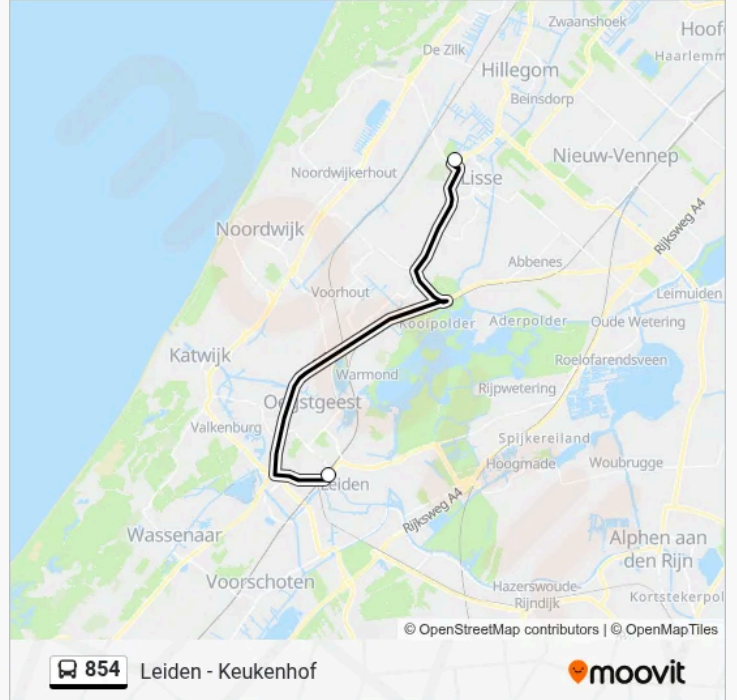 Zwaanshoek
Hoof
De Zilk
Haarlemm
Hillegom
Beinsdorp
Nieuw-Vennep
Noordwijkerhout
Lisse
Rijksweg A4
Noordwijk
Abbenes
Voorhout
Leimuiden
Kooipolder
Aderpolder
Oude Wetering
Katwijk
Roelofarendsveen
Warmond
Rijpwetering
Oegstgeest
Valkenburg
Spijkereiland
Hoogmade
Woubrugge
Leiden
Rijksweg A4
Wassenaar
Alphen aan
den Rijn
Voorschoten
Hazerswoude-
Rijndijk
Kortstekerpol
© OpenStreetMap contributors | © OpenMapTiles
854 Leiden - Keukenhof
moovit